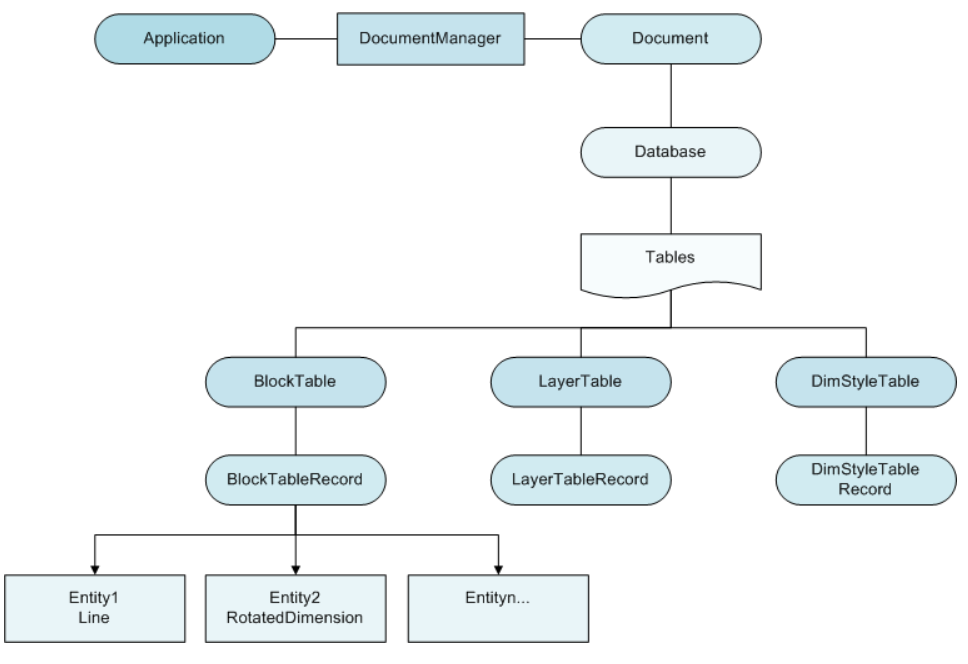 Application
DocumentManager
Document
Database
Tables
BlockTable
LayerTable
DimStyleTable
BlockTableRecord
LayerTableRecord
DimStyleTable
Record
Entity1
Line
Entity2
RotatedDimension
Entityn...